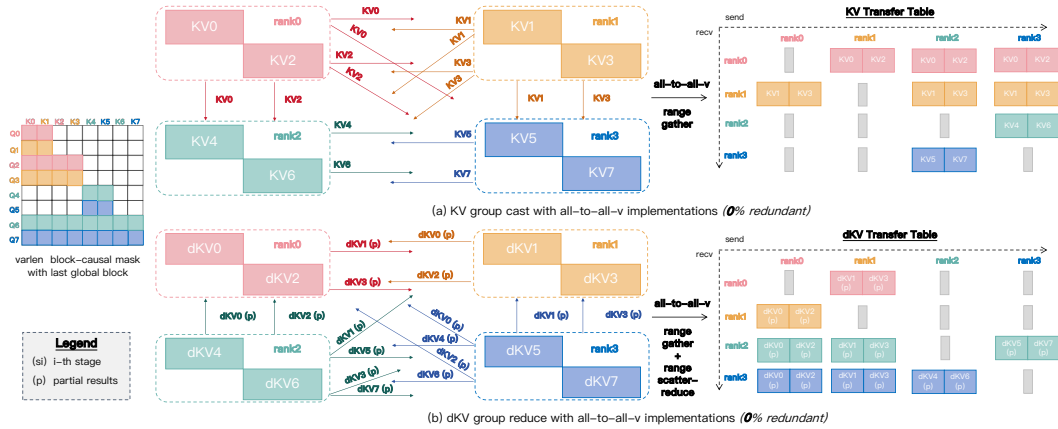 K0 K1 K2 K3 K4 K5 K6 K7
Q0
Q1
Q2
Q3
Q4
Q5
Q6
Q7
varlen block-causal mask
with last global block
Legend
(si) i-th stage
(p) partial results
KV0 rank0
KV2
KV0
KV0
KV2
KV2
KV1
KV1
KV3
KV3
KV1 rank1
KV3
KV0 KV2
KV1 KV3
KV4 rank2
KV6
KV4
KV6
KV5
KV7
KV5 rank3
KV7
all-to-all-v
range
gather
KV Transfer Table
send
recv
rank0 rank1 rank2 rank3
rank0 KV0 KV2 KV0 KV2 KV0 KV2
rank1 KV1 KV3 KV1 KV3 KV1 KV3
rank2 KV4 KV6
rank3 KV5 KV7
(a) KV group cast with all-to-all-v implementations (0% redundant)
dKV0 rank0
dKV2
dKV0 (p)
dKV1 (p)
dKV2 (p)
dKV3 (p)
dKV1 rank1
dKV3
dKV0 (p) dKV2 (p)
dKV1 (p) dKV3 (p)
dKV4 rank2
dKV6
dKV1 (p)
dKV5 (p)
dKV3 (p)
dKV7 (p)
dKV0 (p)
dKV4 (p)
dKV2 (p)
dKV6 (p)
dKV5 rank3
dKV7
all-to-all-v
range
gather
+
range
scatter-
reduce
dKV Transfer Table
send
recv
rank0 rank1 rank2 rank3
rank0 dKV1 (p) dKV3 (p)
rank1 dKV0 (p) dKV2 (p)
rank2 dKV0 (p) dKV2 (p) dKV1 (p) dKV3 (p) dKV5 (p) dKV7 (p)
rank3 dKV0 (p) dKV2 (p) dKV1 (p) dKV3 (p) dKV4 (p) dKV6 (p)
(b) dKV group reduce with all-to-all-v implementations (0% redundant)